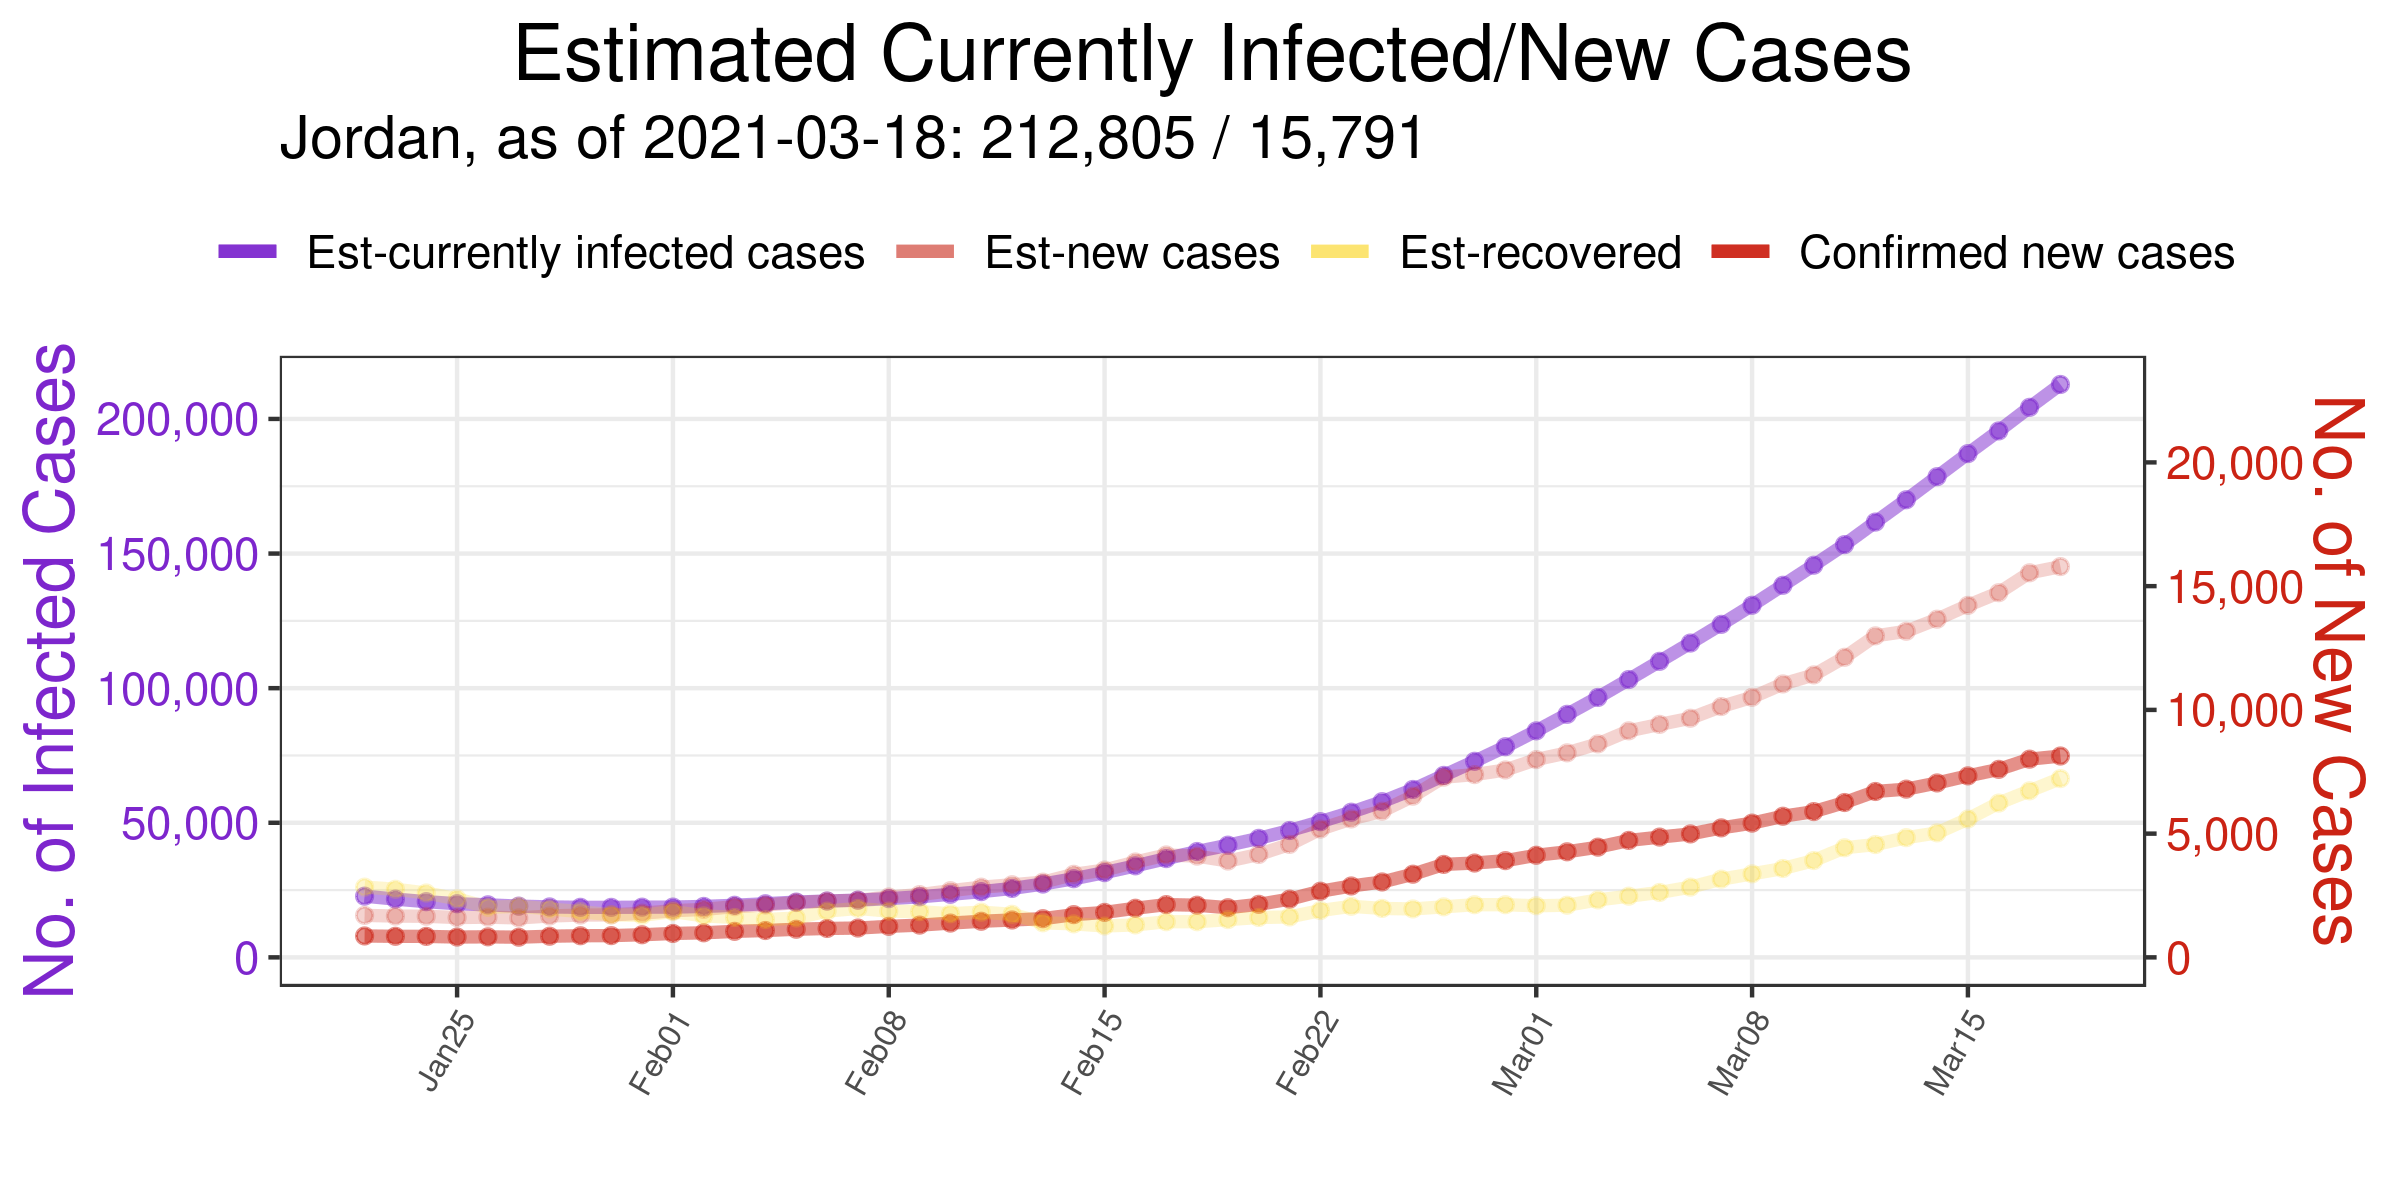 Estimated Currently Infected/New Cases
Jordan, as of 2021-03-18: 212,805 / 15,791
Est-currently infected cases Est-new cases Est-recovered Confirmed new cases
No. of Infected Cases
200,000
150,000
100,000
50,000
0
20,000
15,000
10,000
5,000
0
No. of New Cases
Jan25 Feb01 Feb08 Feb15 Feb22 Mar01 Mar08 Mar15